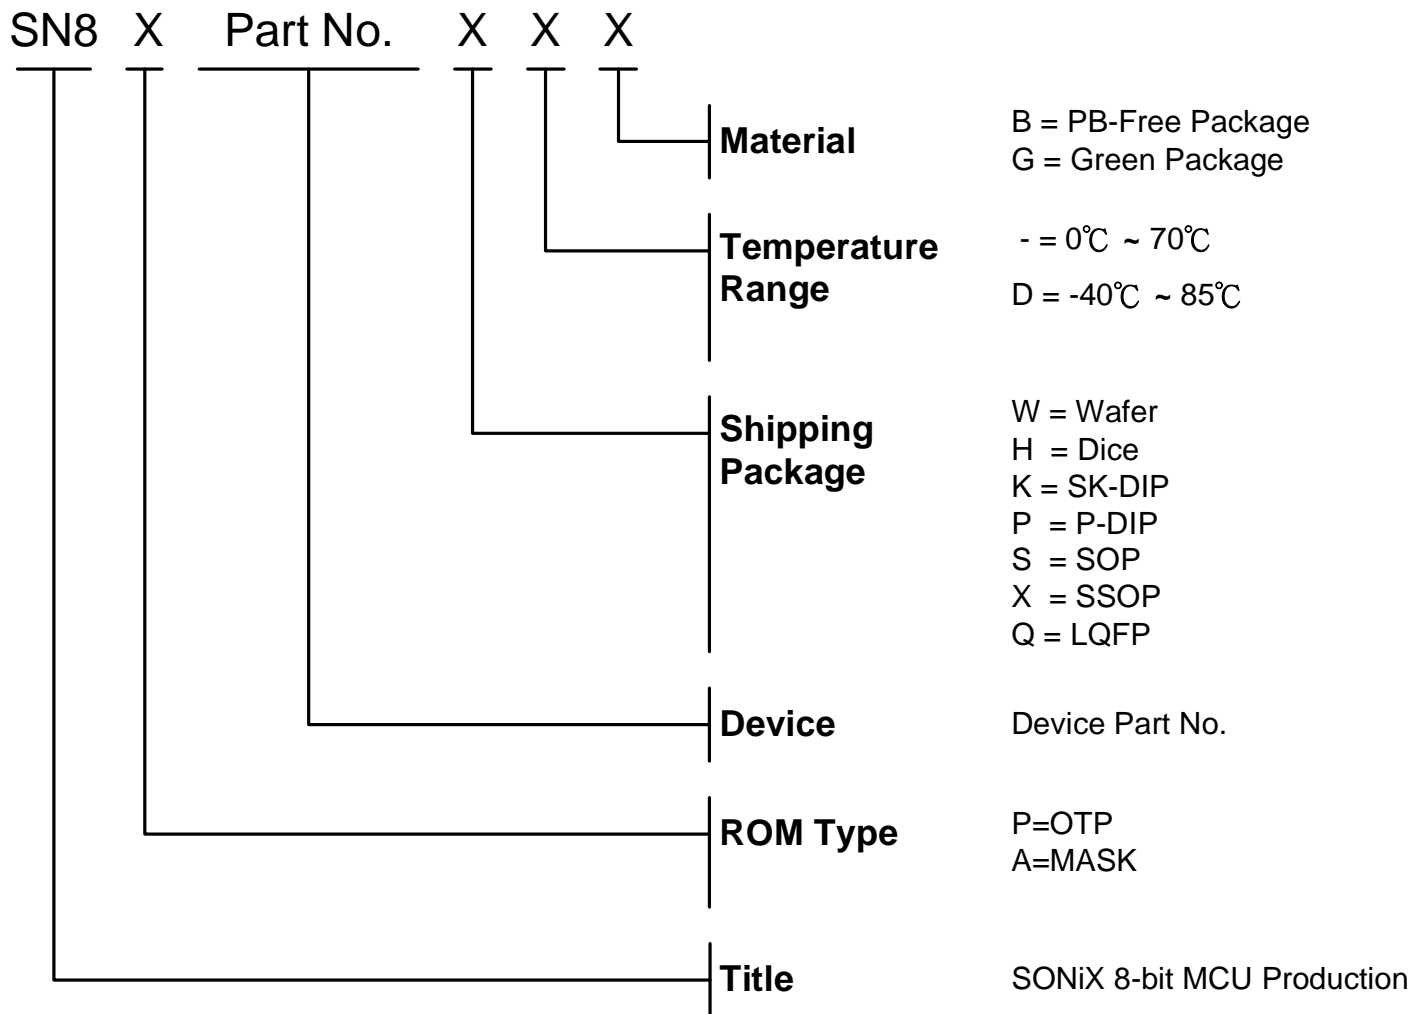 SN8 X Part No. X X X
Material
B = PB-Free Package
G = Green Package
Temperature
Range
- = 0℃ ~ 70℃
D = -40℃ ~ 85℃
Shipping
Package
W = Wafer
H = Dice
K = SK-DIP
P = P-DIP
S = SOP
X = SSOP
Q = LQFP
Device
Device Part No.
ROM Type
P=OTP
A=MASK
Title
SONiX 8-bit MCU Production